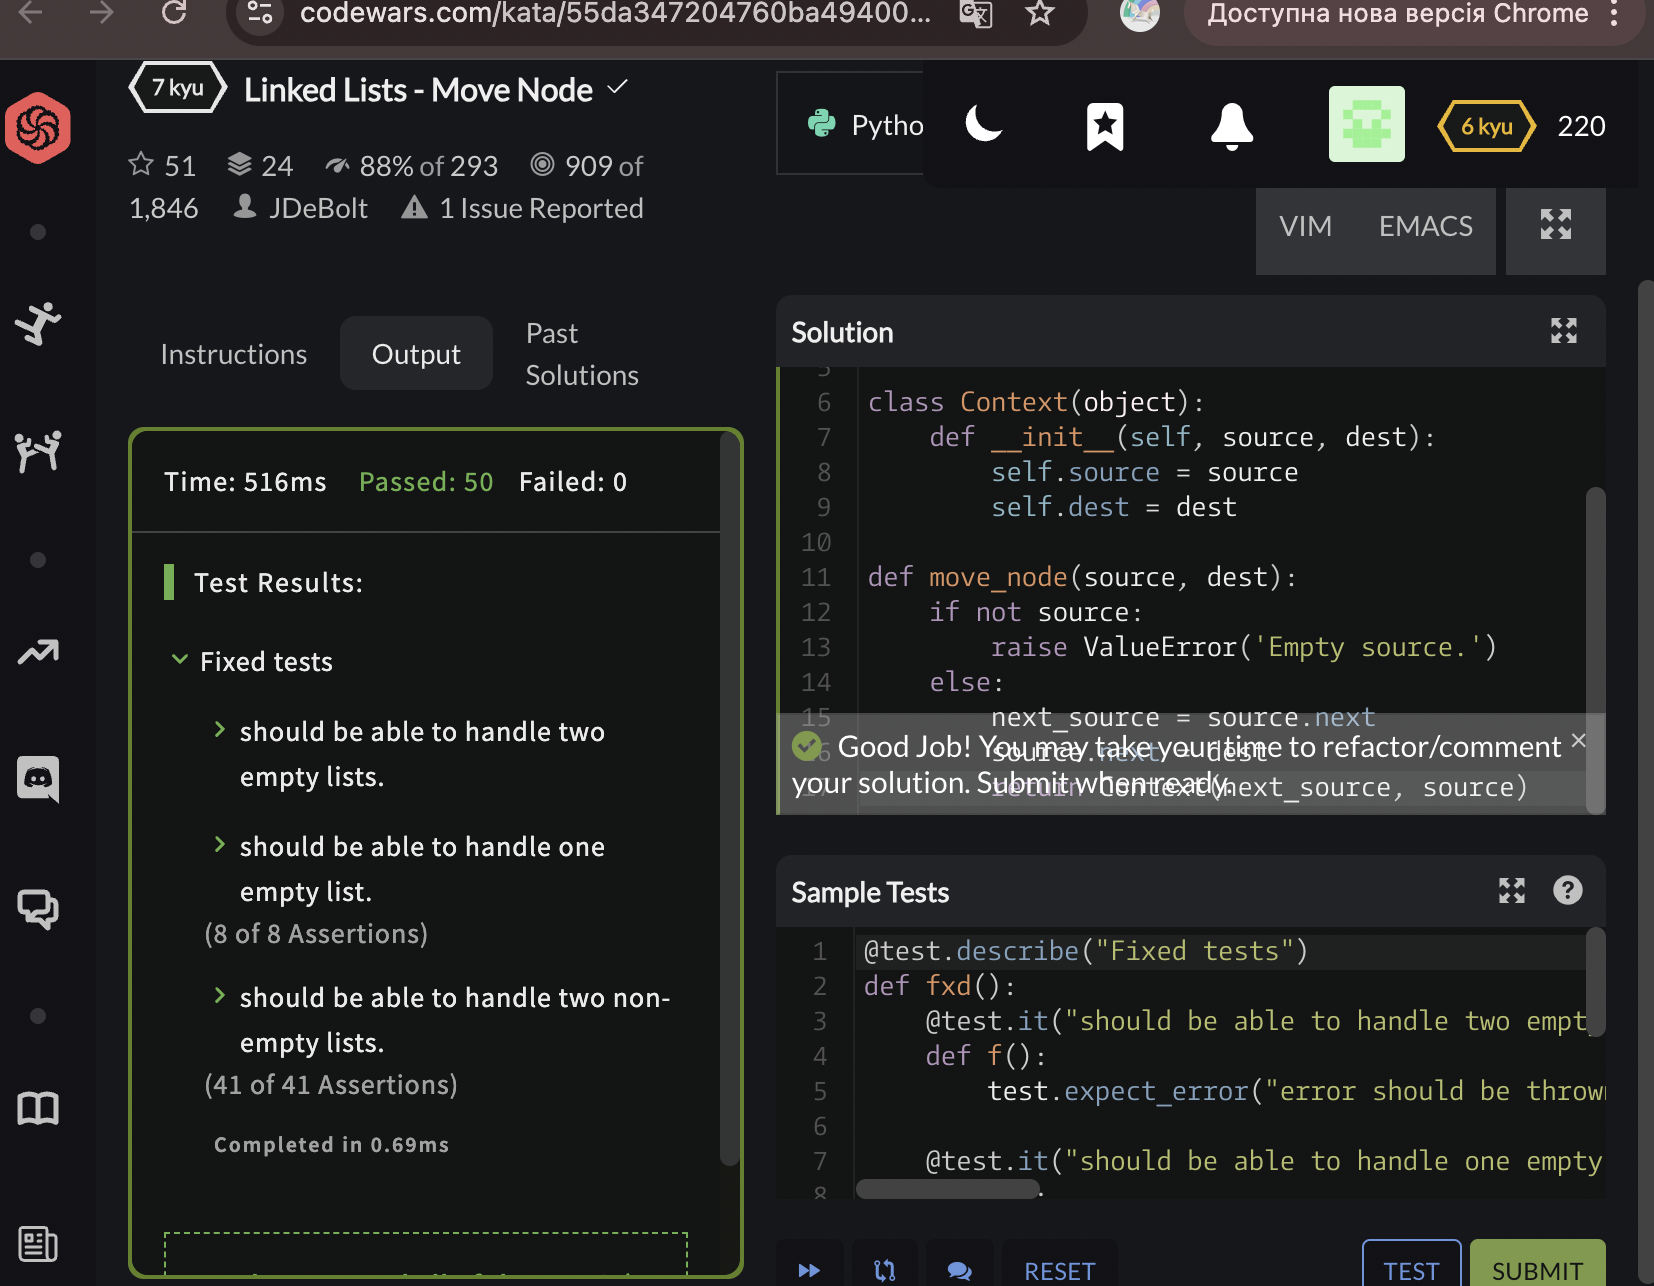 codewars.com/kata/55da347204760ba49400...
Доступна нова версія Chrome
7 kyu Linked Lists - Move Node
51 24 88% of 293 909 of
1,846 JDeBolt 1 Issue Reported
Pytho
6 kyu 220
VIM EMACS
Instructions
Output
Past
Solutions
Time: 516ms Passed: 50 Failed: 0
Test Results:
Fixed tests
should be able to handle two
empty lists.
should be able to handle one
empty list.
(8 of 8 Assertions)
should be able to handle two non-
empty lists.
(41 of 41 Assertions)
Completed in 0.69ms
Solution
5
6 class Context(object):
7 def __init__(self, source, dest):
8 self.source = source
9 self.dest = dest
10
11 def move_node(source, dest):
12 if not source:
13 raise ValueError('Empty source.')
14 else:
15 next_source = source.next
16 source.next = dest
17 return Context(next_source, source)
Good Job! You may take your time to refactor/comment
your solution. Submit when ready.
Sample Tests
1 @test.describe("Fixed tests")
2 def fxd():
3 @test.it("should be able to handle two empt
4 def f():
5 test.expect_error("error should be thrown
6
7 @test.it("should be able to handle one empty
8
RESET
TEST
SUBMIT